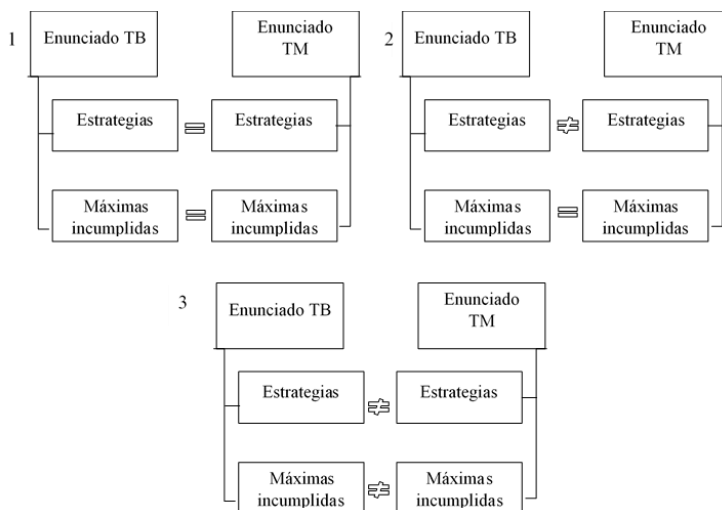 1
Enunciado TB
Enunciado
TM
Estrategias = Estrategias
Máximas
incumplidas
=
Máximas
incumplidas
2
Enunciado TB
Enunciado
TM
Estrategias ≠ Estrategias
Máximas
incumplidas
=
Máximas
incumplidas
3
Enunciado TB
Enunciado
TM
Estrategias ≠ Estrategias
Máximas
incumplidas
≠
Máximas
incumplidas